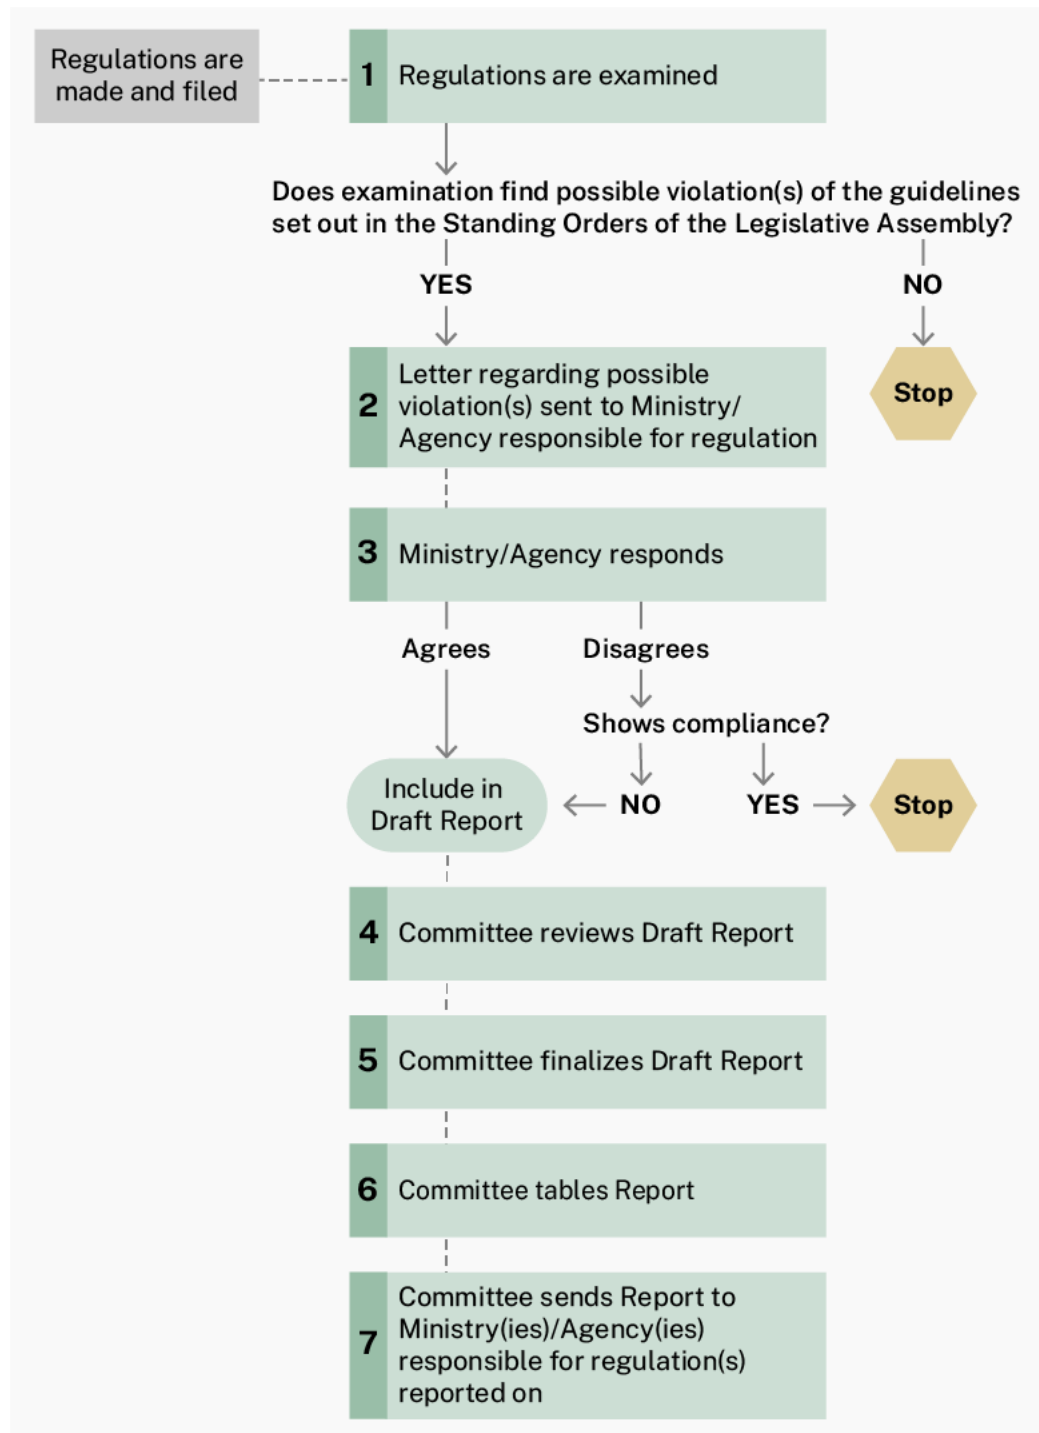 Regulations are
made and filed
1 Regulations are examined
Does examination find possible violation(s) of the guidelines
set out in the Standing Orders of the Legislative Assembly?
YES
NO
2
Letter regarding possible
violation(s) sent to Ministry/
Agency responsible for regulation
Stop
3 Ministry/Agency responds
Agrees
Disagrees
Shows compliance?
Include in
Draft Report
NO
YES
Stop
4 Committee reviews Draft Report
5 Committee finalizes Draft Report
6 Committee tables Report
7
Committee sends Report to
Ministry(ies)/Agency(ies)
responsible for regulation(s)
reported on